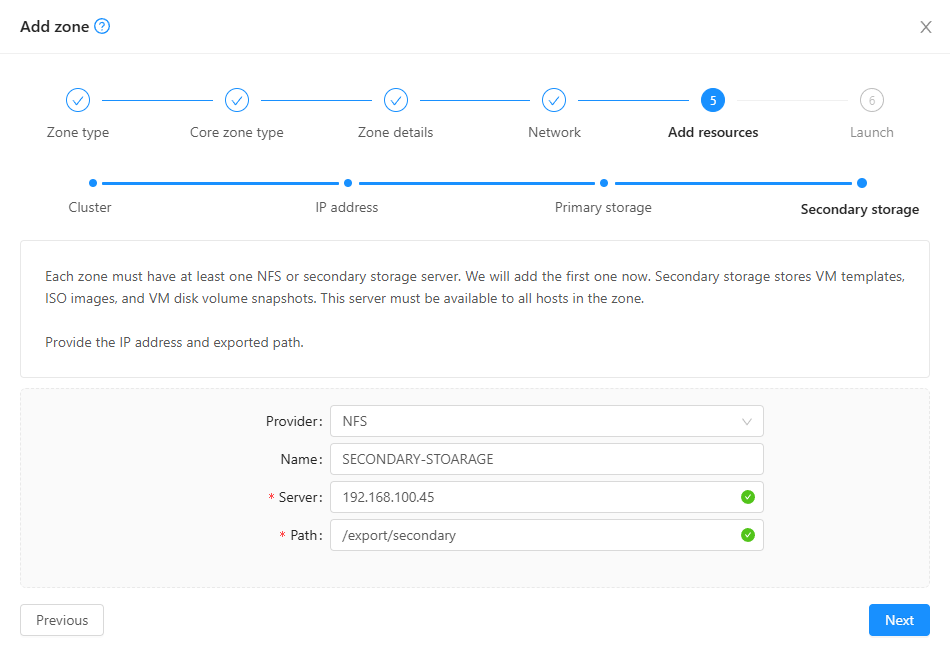 Add zone ?
Zone type
Core zone type
Zone details
Network
5
Add resources
6
Launch
Cluster
IP address
Primary storage
Secondary storage
Each zone must have at least one NFS or secondary storage server. We will add the first one now. Secondary storage stores VM templates,
ISO images, and VM disk volume snapshots. This server must be available to all hosts in the zone.
Provide the IP address and exported path.
Provider: NFS
Name: SECONDARY-STOARAGE
* Server: 192.168.100.45
* Path: /export/secondary
Previous
Next